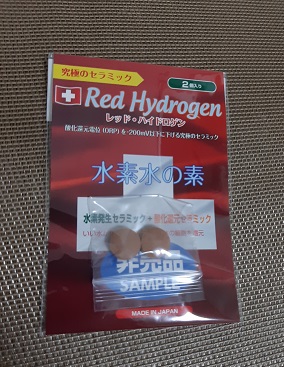 究極のセラミック
2個入り
Red Hydrogen
レッド・ハイドロゲン
酸化還元電位 (ORP) を -200mV以下に下げる究極のセラミック
水素水の素
水素発生セラミック+酸化還元セラミック
SAMPLE
MADE IN JAPAN